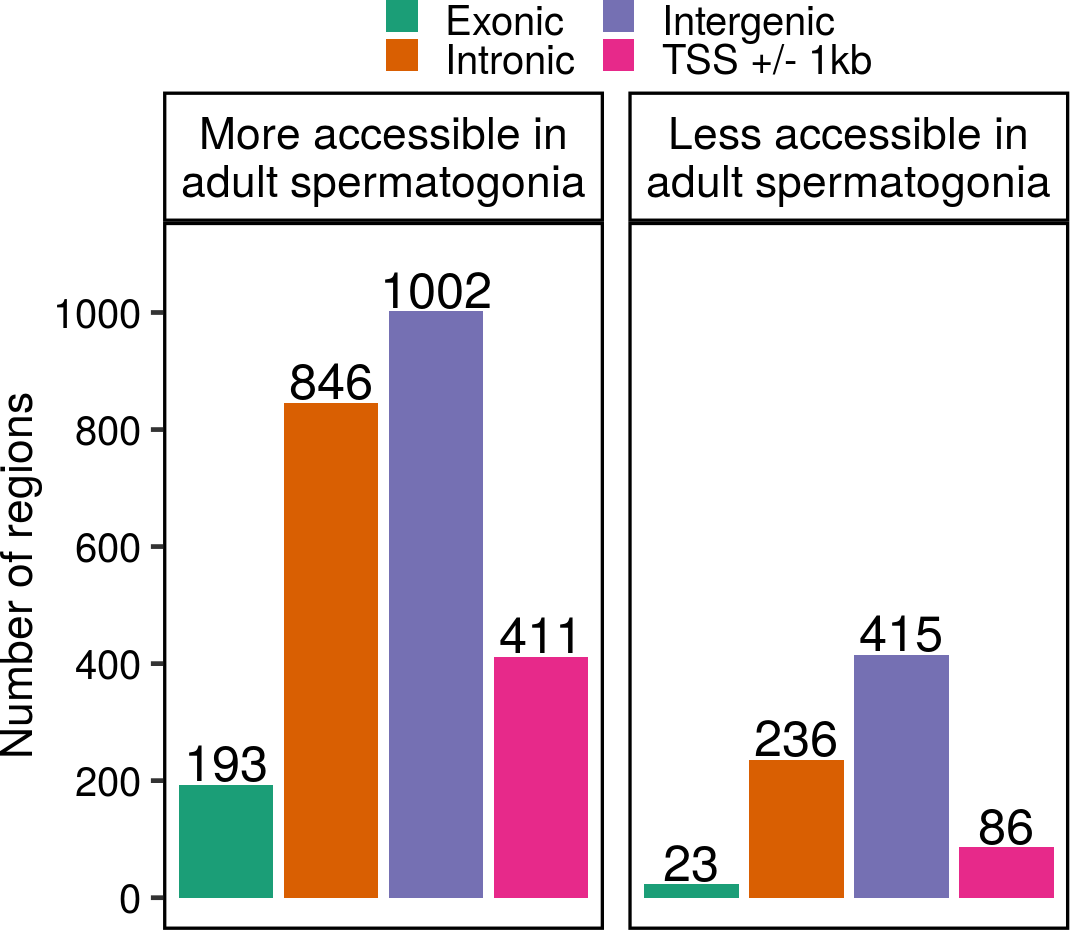 Exonic
Intergenic
Intronic
TSS +/- 1kb
More accessible in
adult spermatogonia
Less accessible in
adult spermatogonia
Number of regions
1000
800
600
400
200
0
193
846
1002
411
23
236
415
86